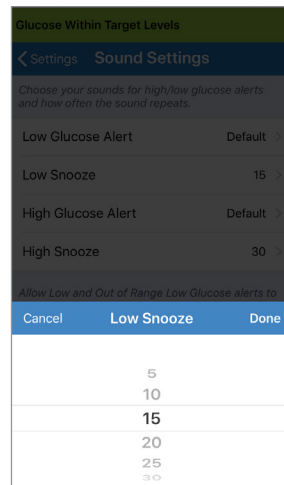 Glucose Within Target Levels
Settings Sound Settings
Choose your sounds for high/low glucose alerts
and how often the sound repeats.
Low Glucose Alert Default
Low Snooze 15
High Glucose Alert Default
High Snooze 30
Allow Low and Out of Range Low Glucose alerts to
Cancel Low Snooze Done
5
10
15
20
25
30